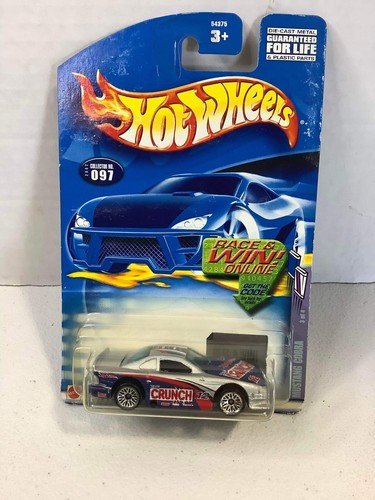 54375
3+
DIE-CAST METAL
GUARANTEED
FOR LIFE
& PLASTIC PARTS
HOT WHEELS
COLLECTOR NO.
097
RACE &
WIN!
ONLINE
GET THE
CODE
MUSTANG COBRA
CRUNCH